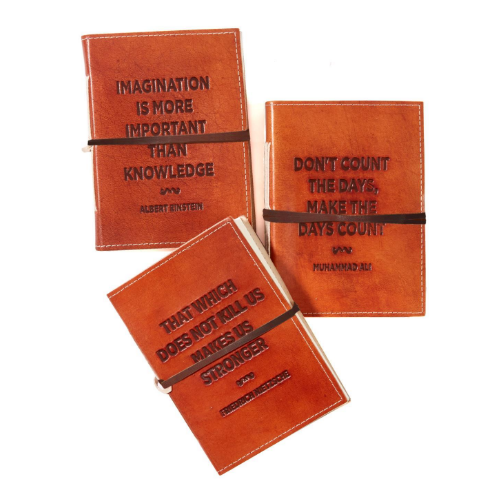 IMAGINATION
IS MORE
IMPORTANT
THAN
KNOWLEDGE
ALBERT EINSTEIN
DON'T COUNT
THE DAYS,
MAKE THE
DAYS COUNT
MUHAMMAD ALI
THAT WHICH
DOES NOT KILL US
MAKES US
STRONGER
FRIEDRICH NIETZSCHE